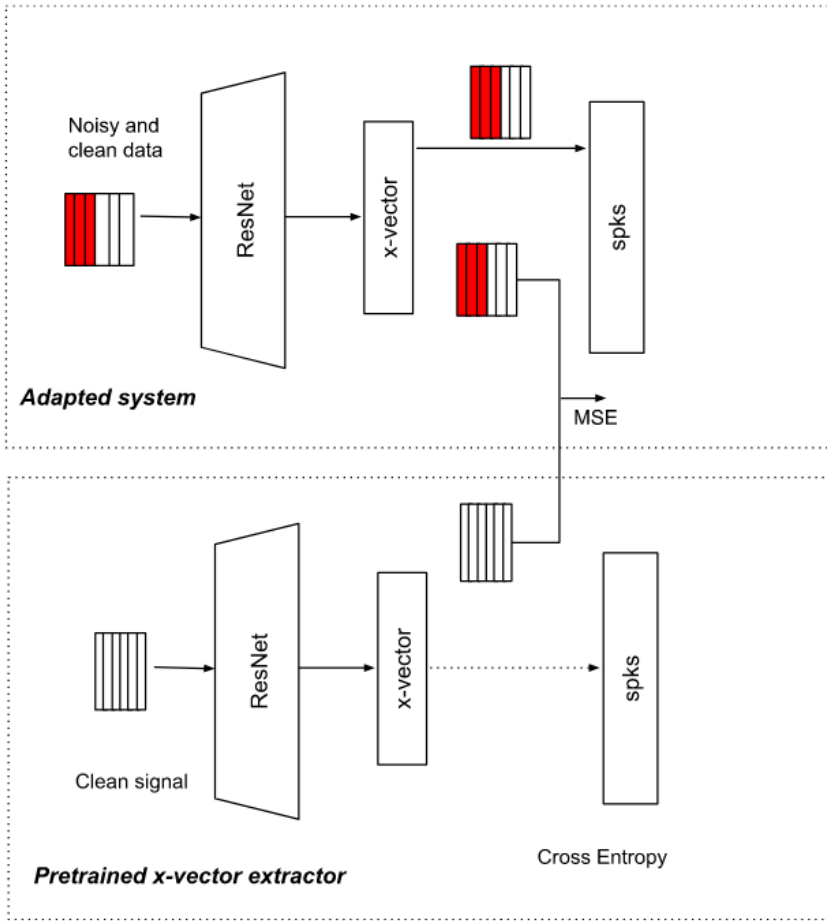 Noisy and
clean data
ResNet
x-vector
spks
Adapted system
MSE
ResNet
x-vector
spks
Clean signal
Cross Entropy
Pretrained x-vector extractor